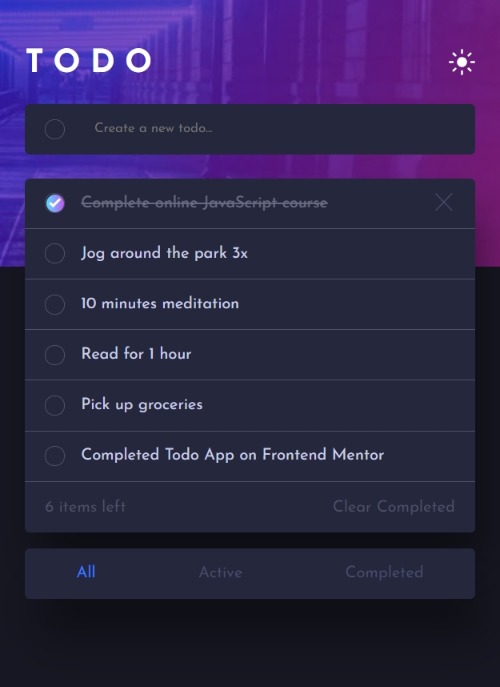 TODO
Create a new todo...
Complete online JavaScript course
Jog around the park 3x
10 minutes meditation
Read for 1 hour
Pick up groceries
Completed Todo App on Frontend Mentor
6 items left Clear Completed
All Active Completed